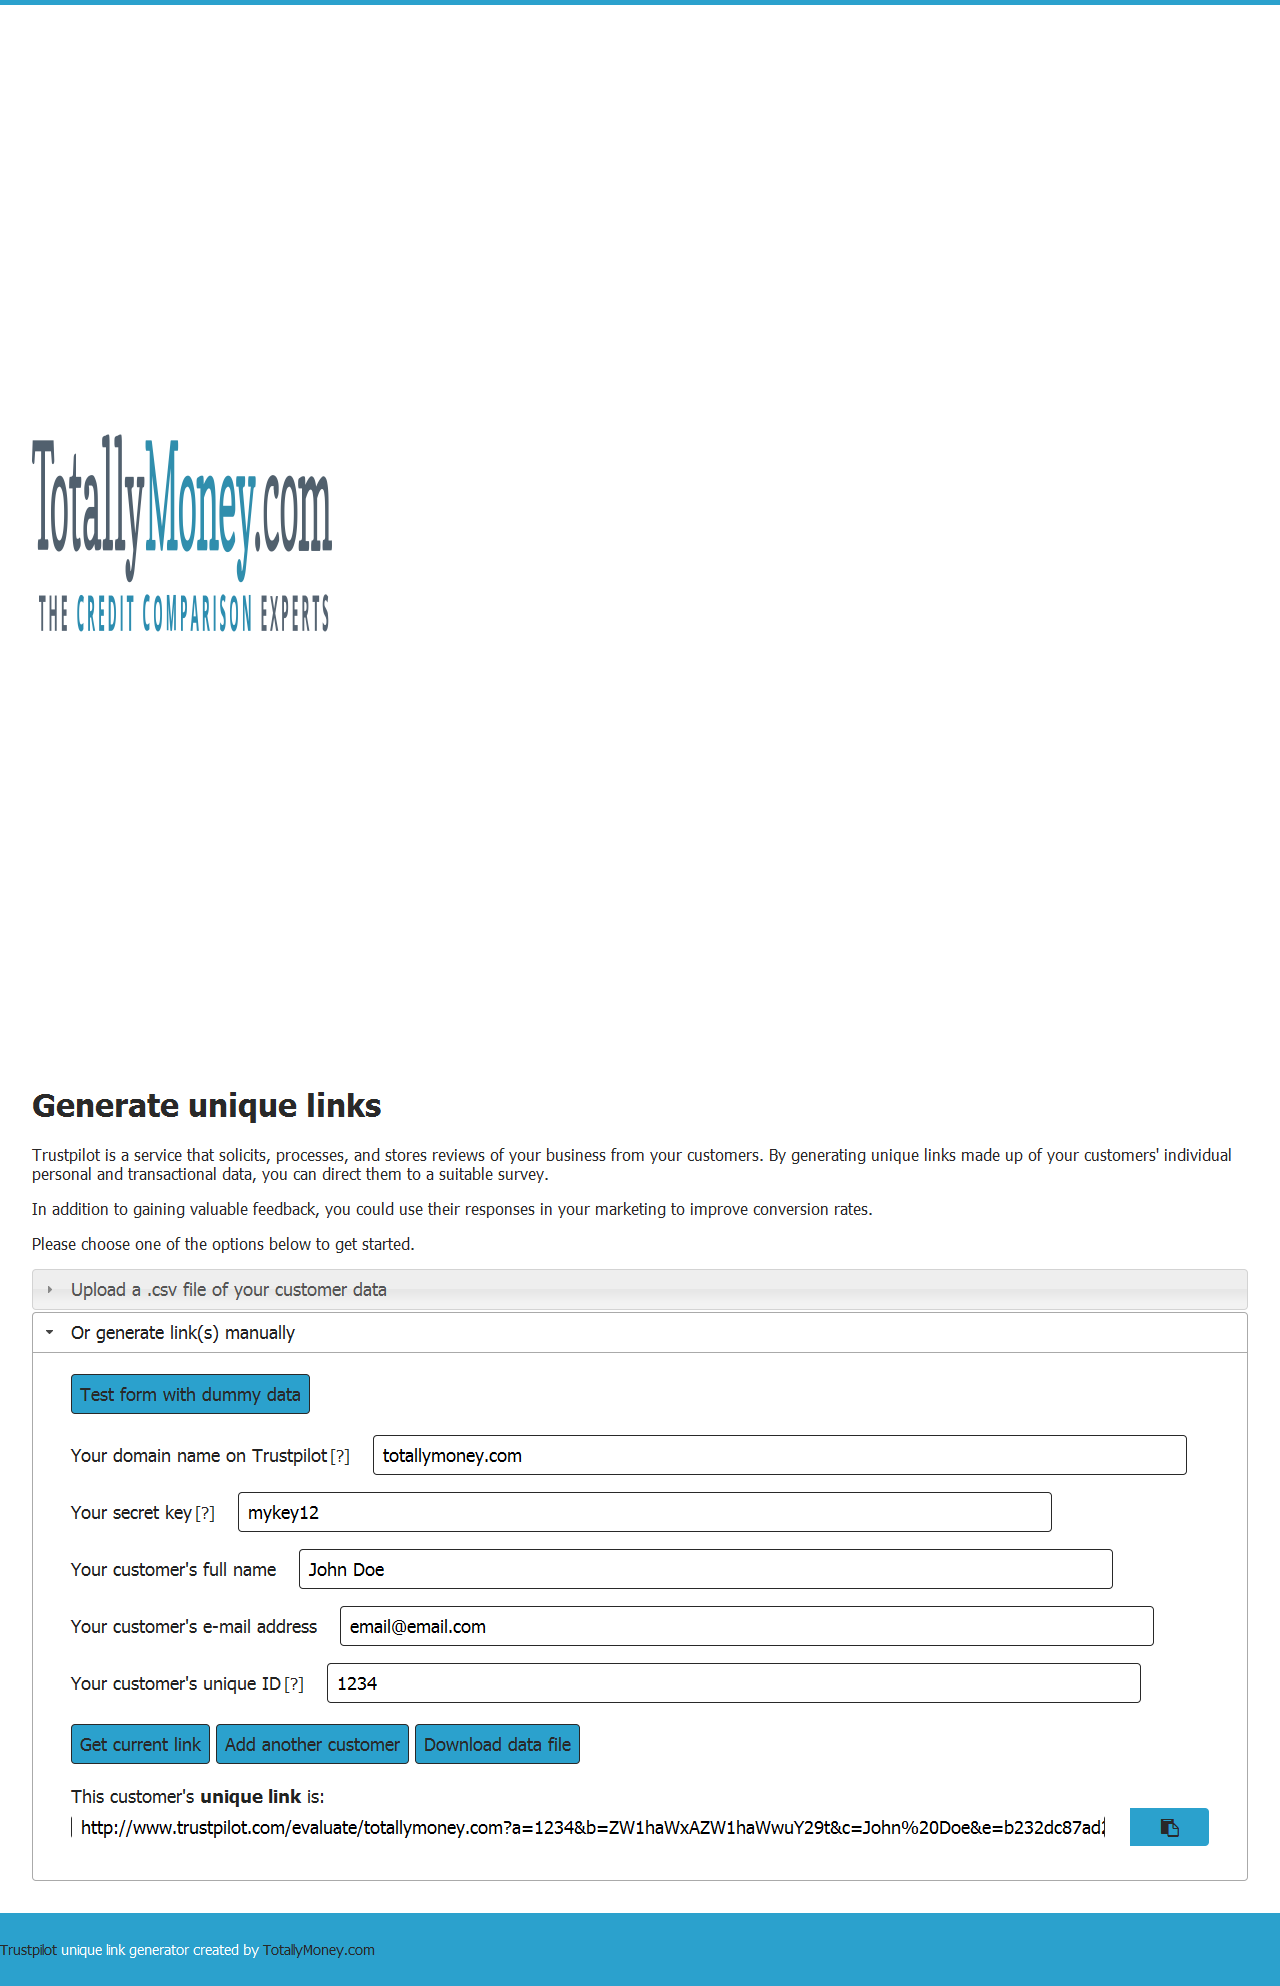 TotallyMoney.com
THE CREDIT COMPARISON EXPERTS
Generate unique links
Trustpilot is a service that solicits, processes, and stores reviews of your business from your customers. By generating unique links made up of your customers' individual
personal and transactional data, you can direct them to a suitable survey.
In addition to gaining valuable feedback, you could use their responses in your marketing to improve conversion rates.
Please choose one of the options below to get started.
Upload a .csv file of your customer data
Or generate link(s) manually
Test form with dummy data
Your domain name on Trustpilot[?] totallymoney.com
Your secret key[?] mykey12
Your customer's full name John Doe
Your customer's e-mail address email@email.com
Your customer's unique ID[?] 1234
Get current link Add another customer Download data file
This customer's unique link is:
http://www.trustpilot.com/evaluate/totallymoney.com?a=1234&b=ZW1haWxAZW1haWwuY29t&c=John%20Doe&e=b232dc87ad2
Trustpilot unique link generator created by TotallyMoney.com